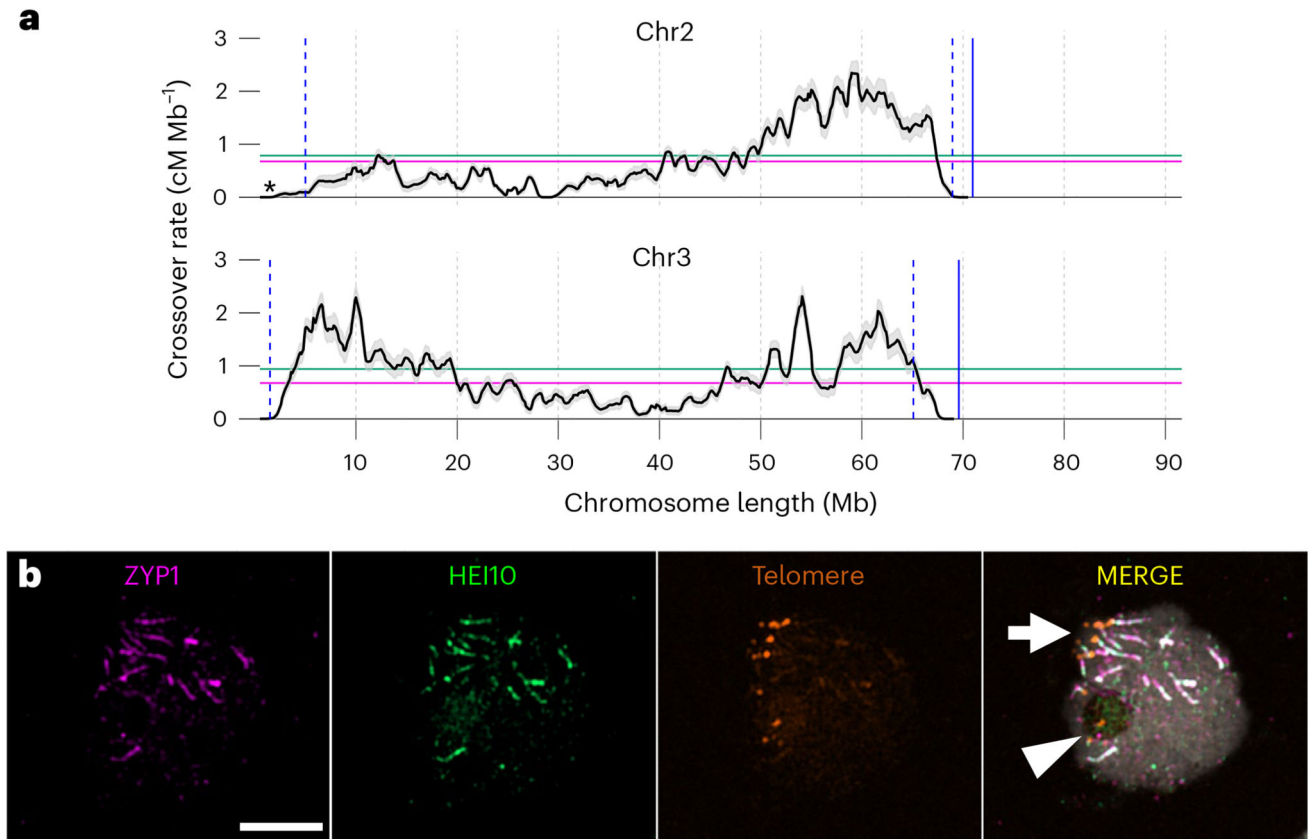 a
Chr2
3
2
1
0
*
Crossover rate (cM Mb⁻¹)
Chr3
3
2
1
0
10 20 30 40 50 60 70 80 90
Chromosome length (Mb)
b
ZYP1 HEI10 Telomere MERGE